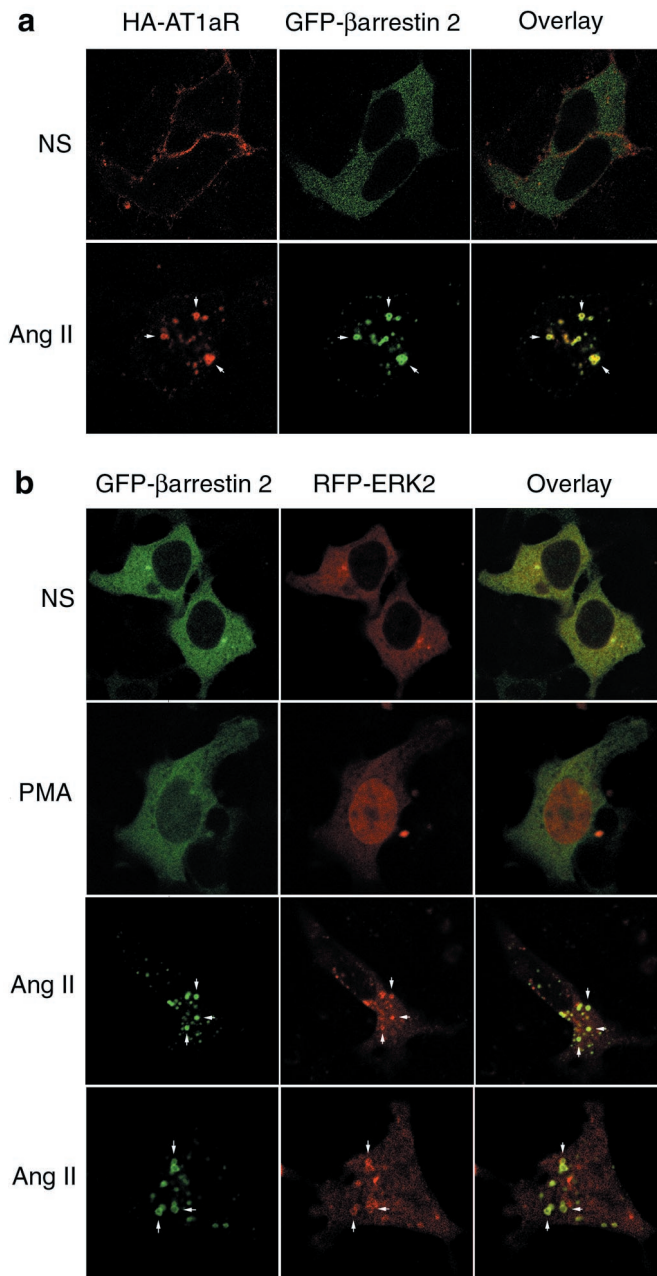 a
HA-AT1aR GFP-βarrestin 2 Overlay
NS
Ang II
b
GFP-βarrestin 2 RFP-ERK2 Overlay
NS
PMA
Ang II
Ang II